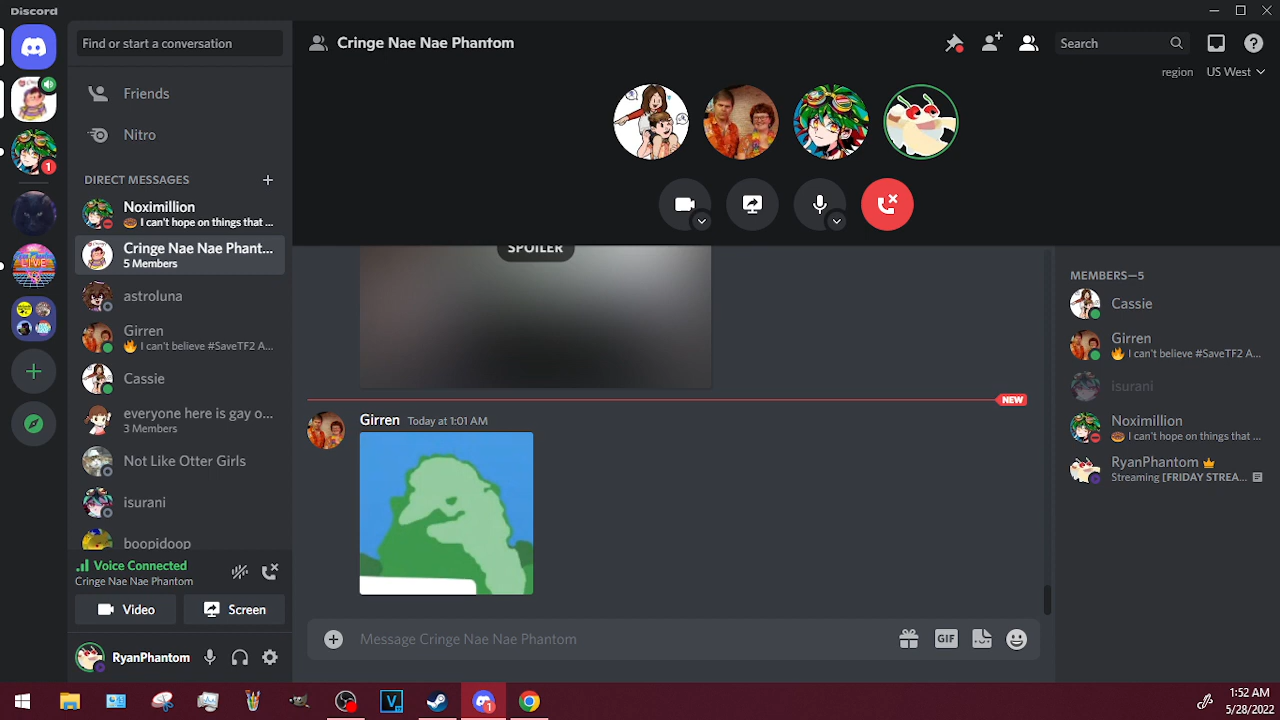 Discord
Find or start a conversation
Friends
Nitro
DIRECT MESSAGES
Noximillion
I can't hope on things that ...
Cringe Nae Nae Phant...
5 Members
astroluna
Girren
I can't believe #SaveTF2 A...
Cassie
everyone here is gay o...
3 Members
Not Like Otter Girls
isurani
boopidoop
Voice Connected
Cringe Nae Nae Phantom
Video
Screen
RyanPhantom
Cringe Nae Nae Phantom
Search
region US West
SPOILER
NEW
Girren Today at 1:01 AM
Message Cringe Nae Nae Phantom
GIF
MEMBERS—5
Cassie
Girren
I can't believe #SaveTF2 A...
isurani
Noximillion
I can't hope on things that ...
RyanPhantom
Streaming [FRIDAY STREA...
LIVE
1
V
1
1:52 AM
5/28/2022